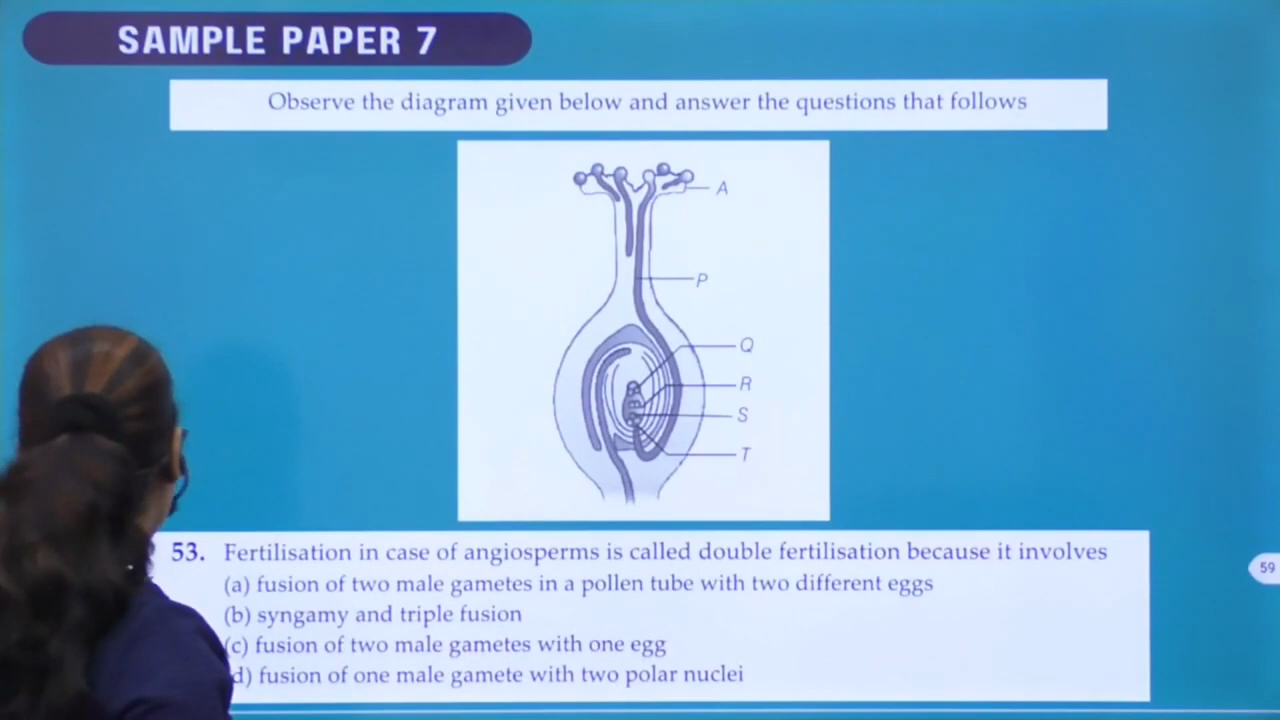 SAMPLE PAPER 7
Observe the diagram given below and answer the questions that follows
A
P
Q
R
S
T
53. Fertilisation in case of angiosperms is called double fertilisation because it involves
(a) fusion of two male gametes in a pollen tube with two different eggs
(b) syngamy and triple fusion
(c) fusion of two male gametes with one egg
d) fusion of one male gamete with two polar nuclei
59